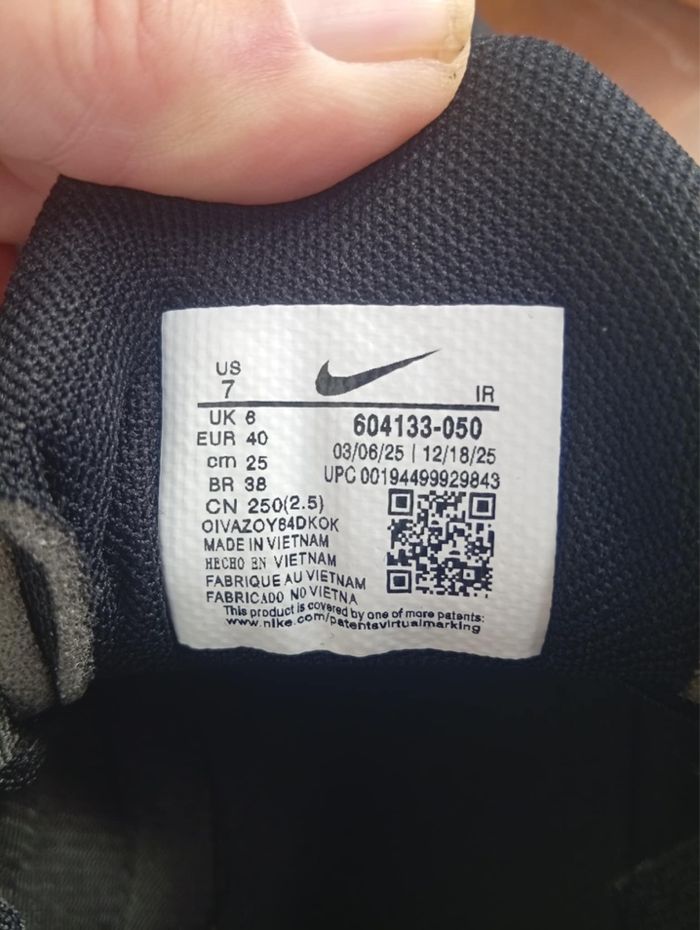 US
7
IR
UK 6
EUR 40
cm 25
BR 38
CN 250(2.5)
604133-050
03/06/25 | 12/18/25
UPC 00194499929843
OIVAZOY64DKOK
MADE IN VIETNAM
HECHO EN VIETNAM
FABRIQUE AU VIETNAM
FABRICADO NO VIETNA
This product is covered by one of more patents:
www.nike.com/patentsvirtualmarking